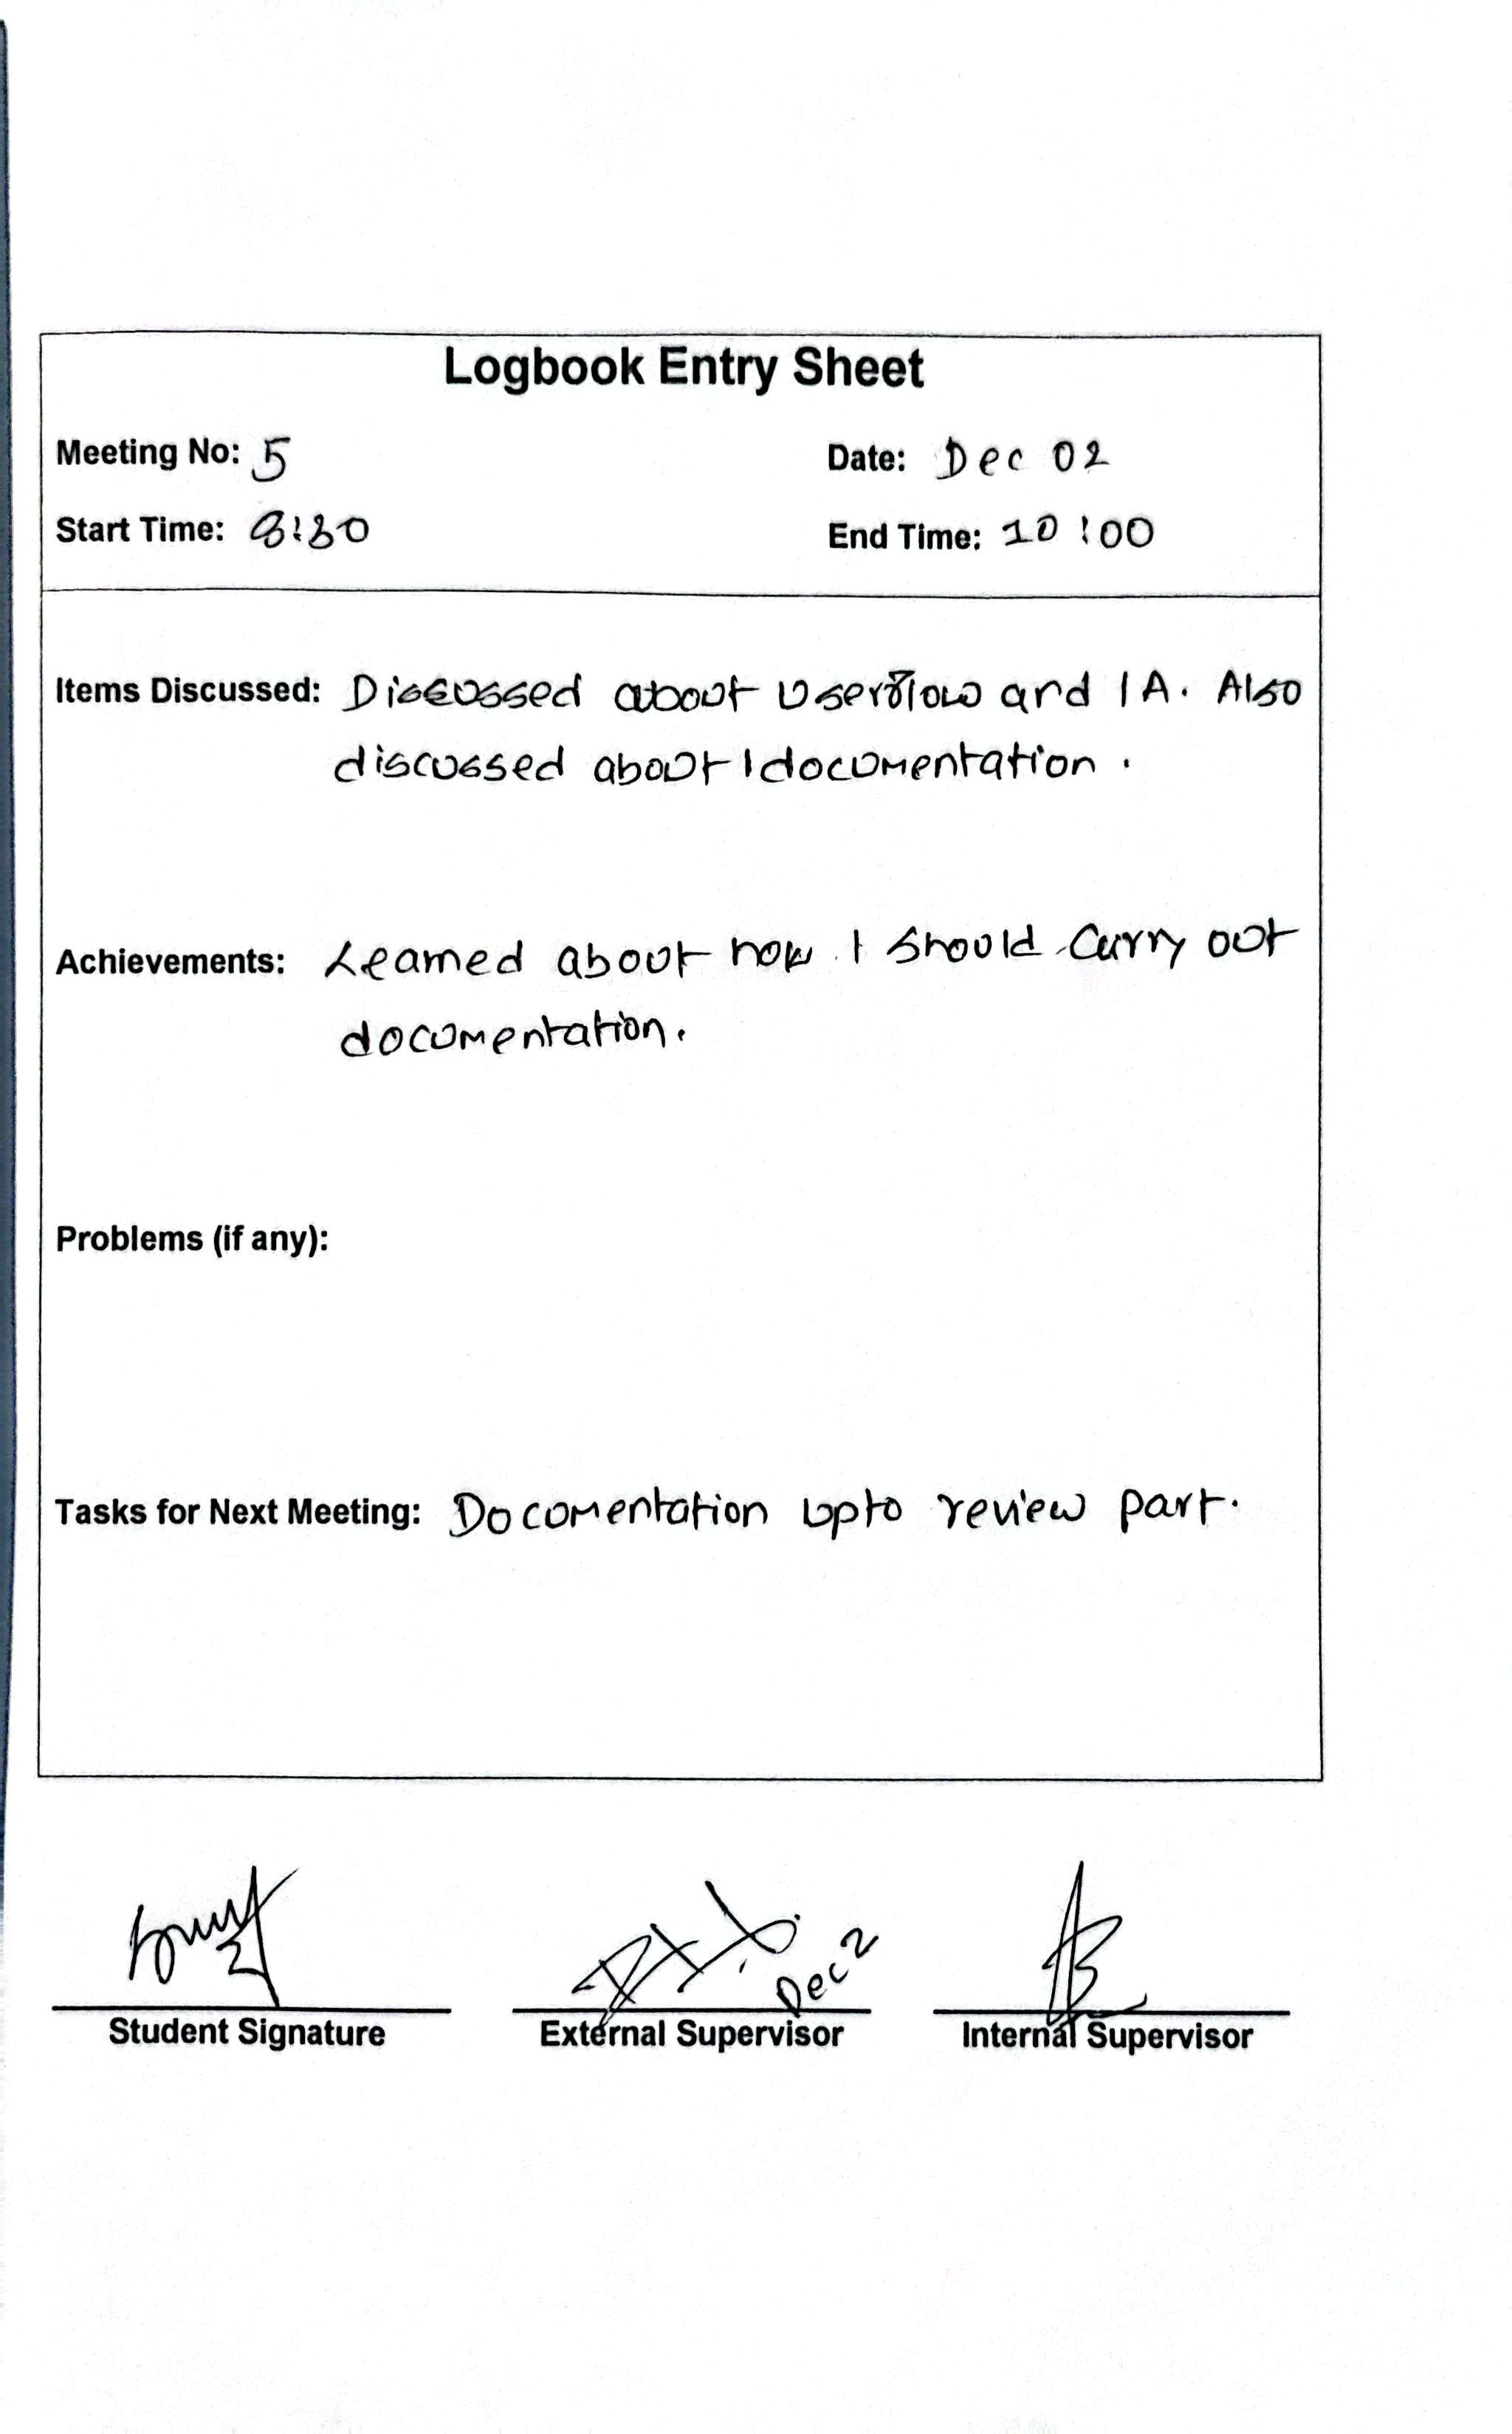 Logbook Entry Sheet
Meeting No: 5 Date: Dec 02
Start Time: 8:30 End Time: 10:00
Items Discussed: Discussed about Userflow and IA. Also
discussed about documentation.
Achievements: Learned about how I should carry out
documentation.
Problems (if any):
Tasks for Next Meeting: Documentation upto review part.
Dec 2
Student Signature External Supervisor Internal Supervisor